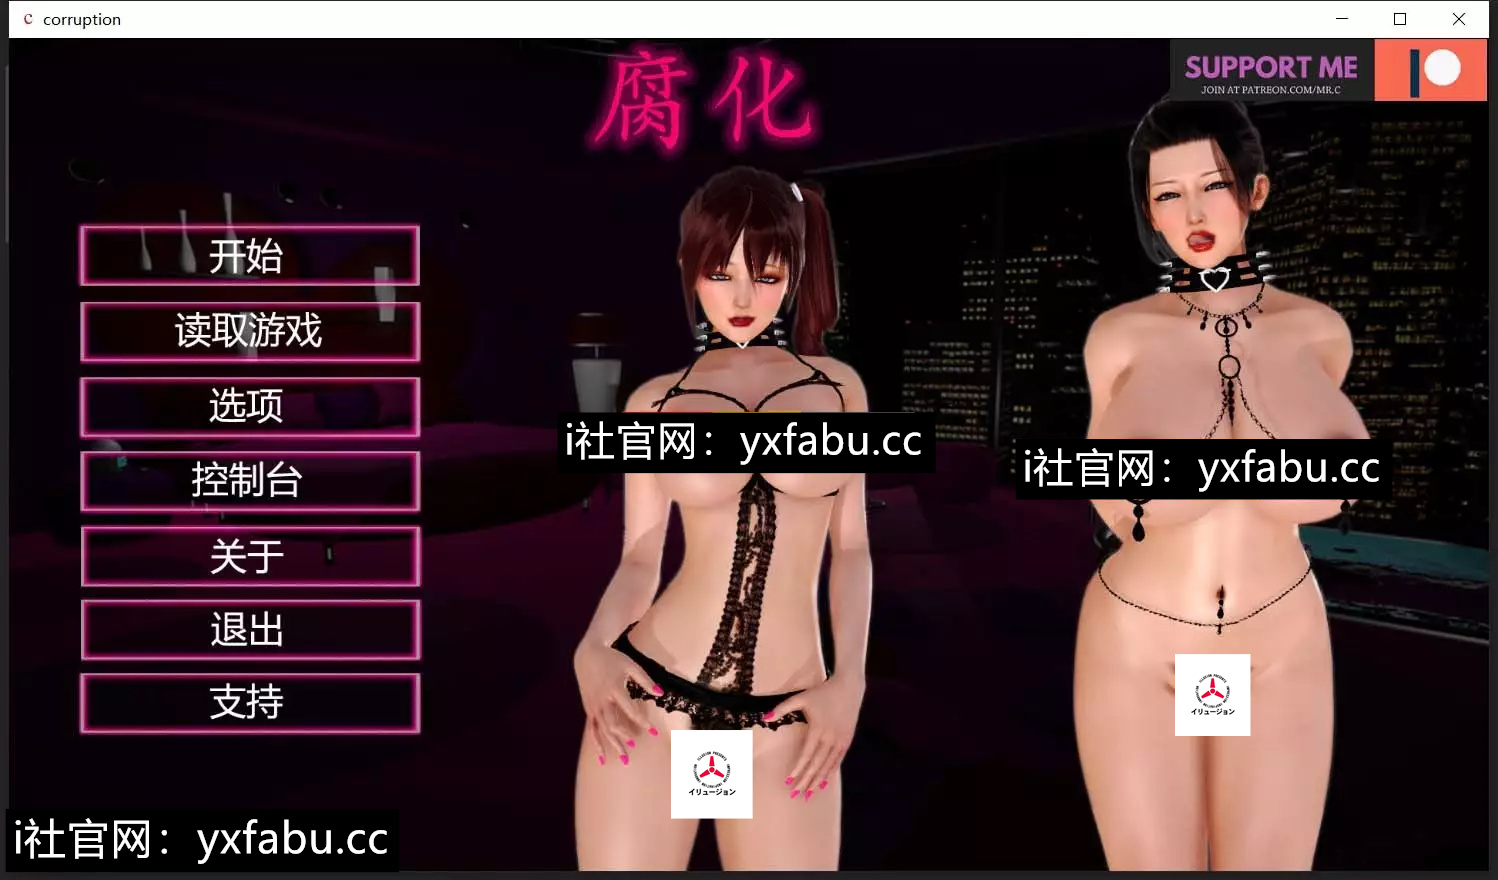 corruption
SUPPORT ME
JOIN AT PATREON.COM/MR.C
腐化
开始
读取游戏
选项
控制台
关于
退出
支持
i社官网：yxfabu.cc
i社官网：yxfabu.cc
イリュージョン
イリュージョン
i社官网：yxfabu.cc